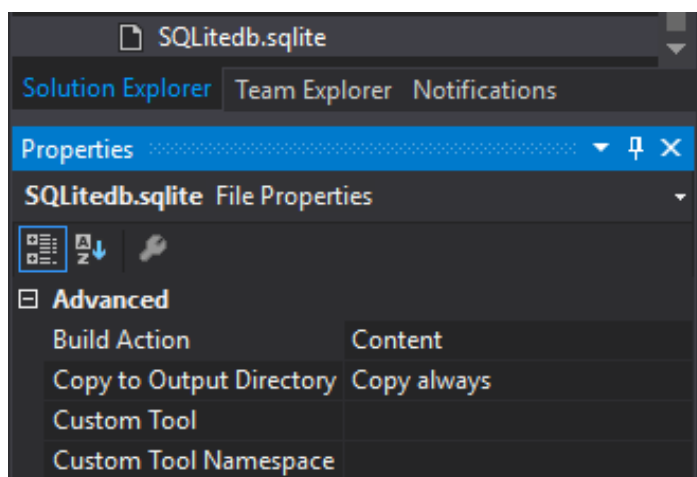 SQLitedb.sqlite
Solution Explorer Team Explorer Notifications
Properties
SQLitedb.sqlite File Properties
Advanced
Build Action Content
Copy to Output Directory Copy always
Custom Tool
Custom Tool Namespace